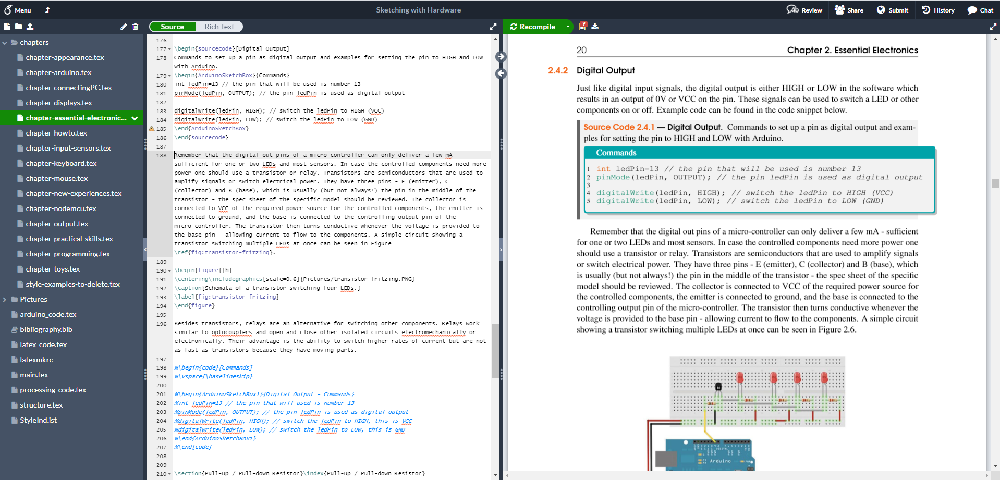 Menu
Sketching with Hardware
Review
Share
Submit
History
Chat
Source
Rich Text
Recompile
9
chapters
chapter-appearance.tex
chapter-arduino.tex
chapter-connectingPC.tex
chapter-displays.tex
chapter-essential-electronic...
chapter-howto.tex
chapter-input-sensors.tex
chapter-keyboard.tex
chapter-mouse.tex
chapter-new-experiences.tex
chapter-nodemcu.tex
chapter-output.tex
chapter-practical-skills.tex
chapter-programming.tex
chapter-toys.tex
style-examples-to-delete.tex
Pictures
arduino_code.tex
bibliography.bib
latex_code.tex
latexmkrc
main.tex
processing_code.tex
structure.tex
StyleInd.ist
176
177 \begin{sourcecode}[Digital Output]
178 Commands to set up a pin as digital output and examples for setting the pin to HIGH and LOW
with Arduino.
179 \begin{ArduinoSketchBox}{Commands}
180 int ledPin=13 // the pin that will be used is number 13
181 pinMode(ledPin, OUTPUT); // the pin ledPin is used as digital output
182
183 digitalWrite(ledPin, HIGH); // switch the ledPin to HIGH (VCC)
184 digitalWrite(ledPin, LOW); // switch the ledPin to LOW (GND)
185 \end{ArduinoSketchBox}
186 \end{sourcecode}
187
188 Remember that the digital out pins of a micro-controller can only deliver a few mA -
sufficient for one or two LEDs and most sensors. In case the controlled components need more
power one should use a transistor or relay. Transistors are semiconductors that are used to
amplify signals or switch electrical power. They have three pins - E (emitter), C
(collector) and B (base), which is usually (but not always!) the pin in the middle of the
transistor - the spec sheet of the specific model should be reviewed. The collector is
connected to VCC of the required power source for the controlled components, the emitter is
connected to ground, and the base is connected to the controlling output pin of the
micro-controller. The transistor then turns conductive whenever the voltage is provided to
the base pin - allowing current to flow to the components. A simple circuit showing a
transistor switching multiple LEDs at once can be seen in Figure
\ref{fig:transistor-fritzing}.
189
190 \begin{figure}[h]
191 \centering\includegraphics[scale=0.6]{Pictures/transistor-fritzing.PNG}
192 \caption{Schemata of a transistor switching four LEDs.}
193 \label{fig:transistor-fritzing}
194 \end{figure}
195
196 Besides transistors, relays are an alternative for switching other components. Relays work
similar to optocouplers and open and close other isolated circuits electromechanically or
electronically. Their advantage is the ability to switch higher rates of current but are not
as fast as transistors because they have moving parts.
197
198 %\begin{code}[Commands]
199 %\vspace{\baselineskip}
200
201 %\begin{ArduinoSketchBox1}{Digital Output - Commands}
202 %int ledPin=13 // the pin that will used is number 13
203 %pinMode(ledPin, OUTPUT); // the pin ledPin is used as digital output
204 %digitalWrite(ledPin, HIGH); // switch the ledPin to HIGH, this is VCC
205 %digitalWrite(ledPin, LOW); // switch the ledPin to LOW, this is GND
206 %\end{ArduinoSketchBox1}
207 %\end{code}
208
209
210 \section{Pull-up / Pull-down Resistor}\index{Pull-up / Pull-down Resistor}
20 Chapter 2. Essential Electronics
2.4.2 Digital Output
Just like digital input signals, the digital output is either HIGH or LOW in the software which
results in an output of 0V or VCC on the pin. These signals can be used to switch a LED or other
components on or off. Example code can be found in the code snippet below.
Source Code 2.4.1 — Digital Output. Commands to set up a pin as digital output and exam-
ples for setting the pin to HIGH and LOW with Arduino.
Commands
1 int ledPin=13 // the pin that will be used is number 13
2 pinMode(ledPin, OUTPUT); // the pin ledPin is used as digital output
3
4 digitalWrite(ledPin, HIGH); // switch the ledPin to HIGH (VCC)
5 digitalWrite(ledPin, LOW); // switch the ledPin to LOW (GND)
Remember that the digital out pins of a micro-controller can only deliver a few mA - sufficient
for one or two LEDs and most sensors. In case the controlled components need more power one
should use a transistor or relay. Transistors are semiconductors that are used to amplify signals
or switch electrical power. They have three pins - E (emitter), C (collector) and B (base), which
is usually (but not always!) the pin in the middle of the transistor - the spec sheet of the specific
model should be reviewed. The collector is connected to VCC of the required power source for
the controlled components, the emitter is connected to ground, and the base is connected to the
controlling output pin of the micro-controller. The transistor then turns conductive whenever the
voltage is provided to the base pin - allowing current to flow to the components. A simple circuit
showing a transistor switching multiple LEDs at once can be seen in Figure 2.6.
DIGITAL
Arduino